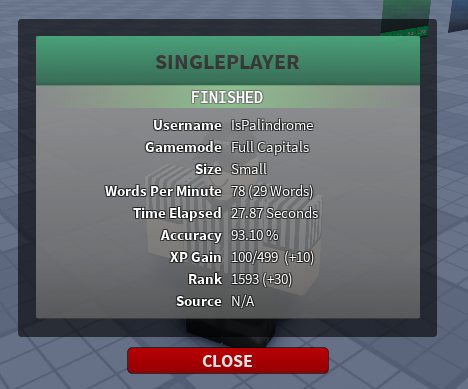 SINGLEPLAYER
FINISHED
Username IsPalindrome
Gamemode Full Capitals
Size Small
Words Per Minute 78 (29 Words)
Time Elapsed 27.87 Seconds
Accuracy 93.10 %
XP Gain 100/499 (+10)
Rank 1593 (+30)
Source N/A
CLOSE